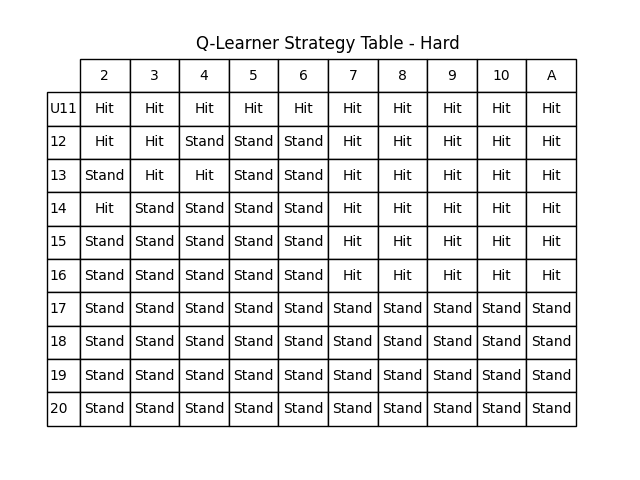 Q-Learner Strategy Table - Hard
2 3 4 5 6 7 8 9 10 A
U11 Hit Hit Hit Hit Hit Hit Hit Hit Hit Hit
12 Hit Hit Stand Stand Stand Hit Hit Hit Hit Hit
13 Stand Hit Hit Stand Stand Hit Hit Hit Hit Hit
14 Hit Stand Stand Stand Stand Hit Hit Hit Hit Hit
15 Stand Stand Stand Stand Stand Hit Hit Hit Hit Hit
16 Stand Stand Stand Stand Stand Hit Hit Hit Hit Hit
17 Stand Stand Stand Stand Stand Stand Stand Stand Stand Stand
18 Stand Stand Stand Stand Stand Stand Stand Stand Stand Stand
19 Stand Stand Stand Stand Stand Stand Stand Stand Stand Stand
20 Stand Stand Stand Stand Stand Stand Stand Stand Stand Stand